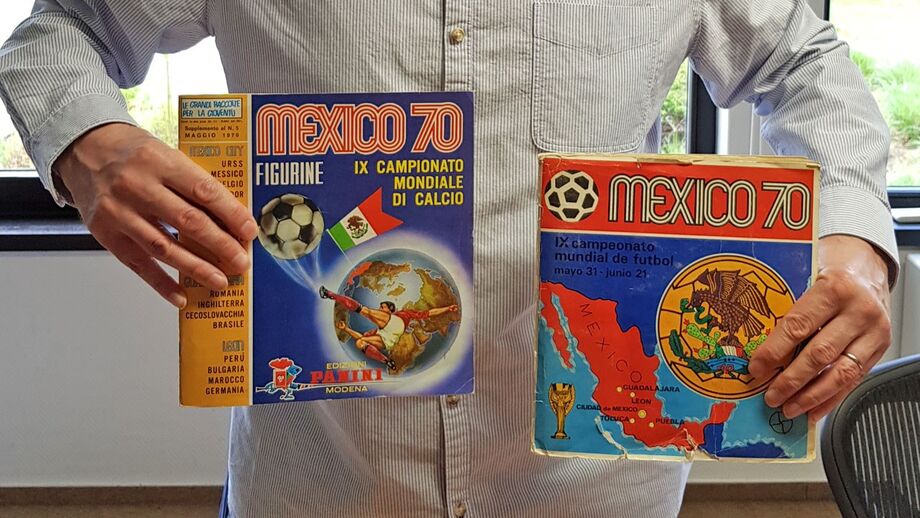 LE GRANDI RACCOLTE
PER LA GIOVENTÙ
Supplemento al N. 5
MAGGIO 1970
MEXICO CITY
URSS
MESSICO
ROMANIA
INGHILTERRA
CECOSLOVACCHIA
BRASILE
LEON
PERÚ
BULGARIA
MAROCCO
GERMANIA
MEXICO 70
FIGURINE
IX CAMPIONATO
MONDIALE
DI CALCIO
EDIZIONI
PANINI
MODENA
MEXICO 70
IX campeonato
mundial de futbol
mayo 31 - junio 21
MEXICO
GUADALAJARA
LEON
CIUDAD de MEXICO
TOLUCA
PUEBLA